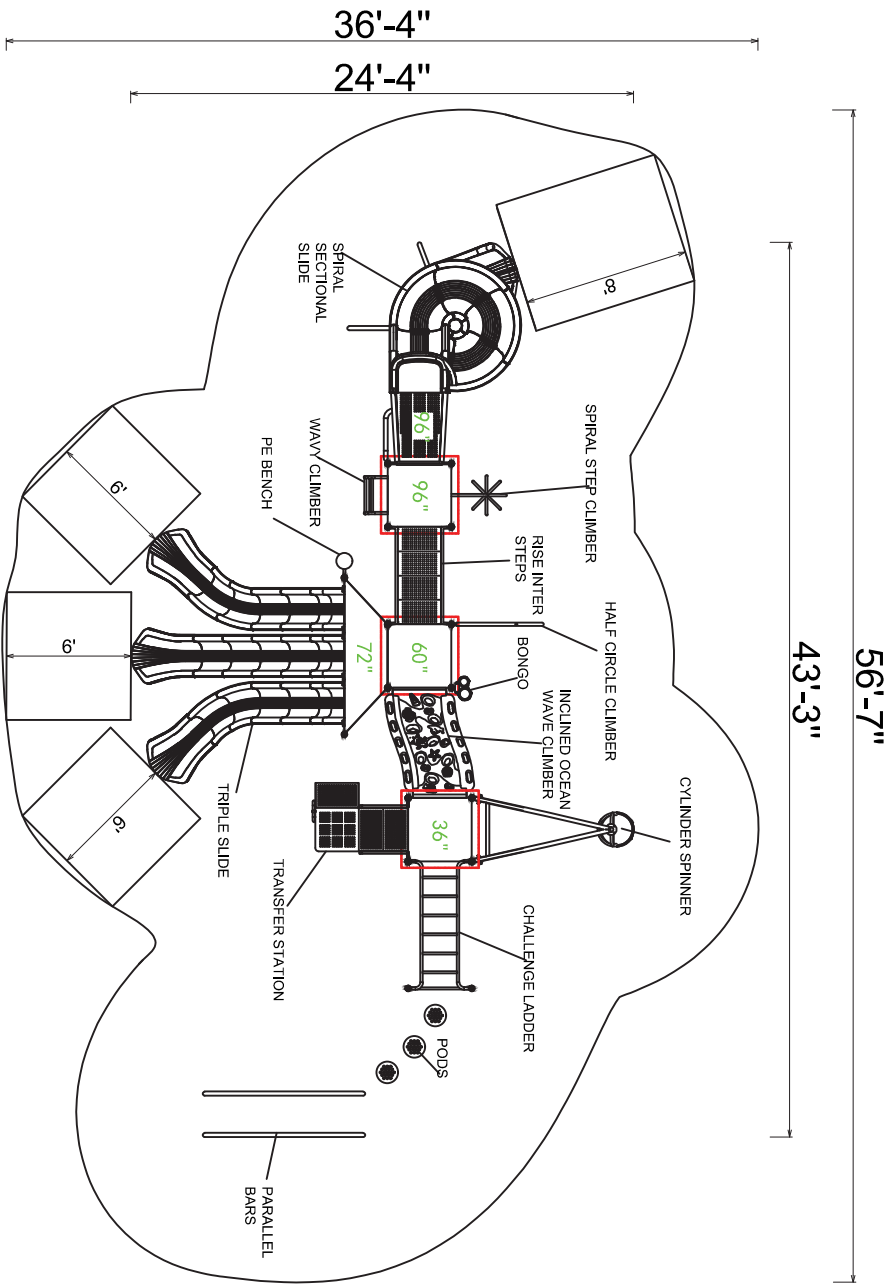 36'-4"
24'-4"
56'-7"
43'-3"
8'
SPIRAL
SECTIONAL
SLIDE
96"
SPIRAL STEP CLIMBER
WAVY CLIMBER
96"
PE BENCH
RISE INTER
STEPS
6'
HALF CIRCLE CLIMBER
BONGO
60"
72"
6'
INCLINED OCEAN
WAVE CLIMBER
CYLINDER SPINNER
TRIPLE SLIDE
36"
6'
TRANSFER STATION
CHALLENGE LADDER
PODS
PARALLEL
BARS